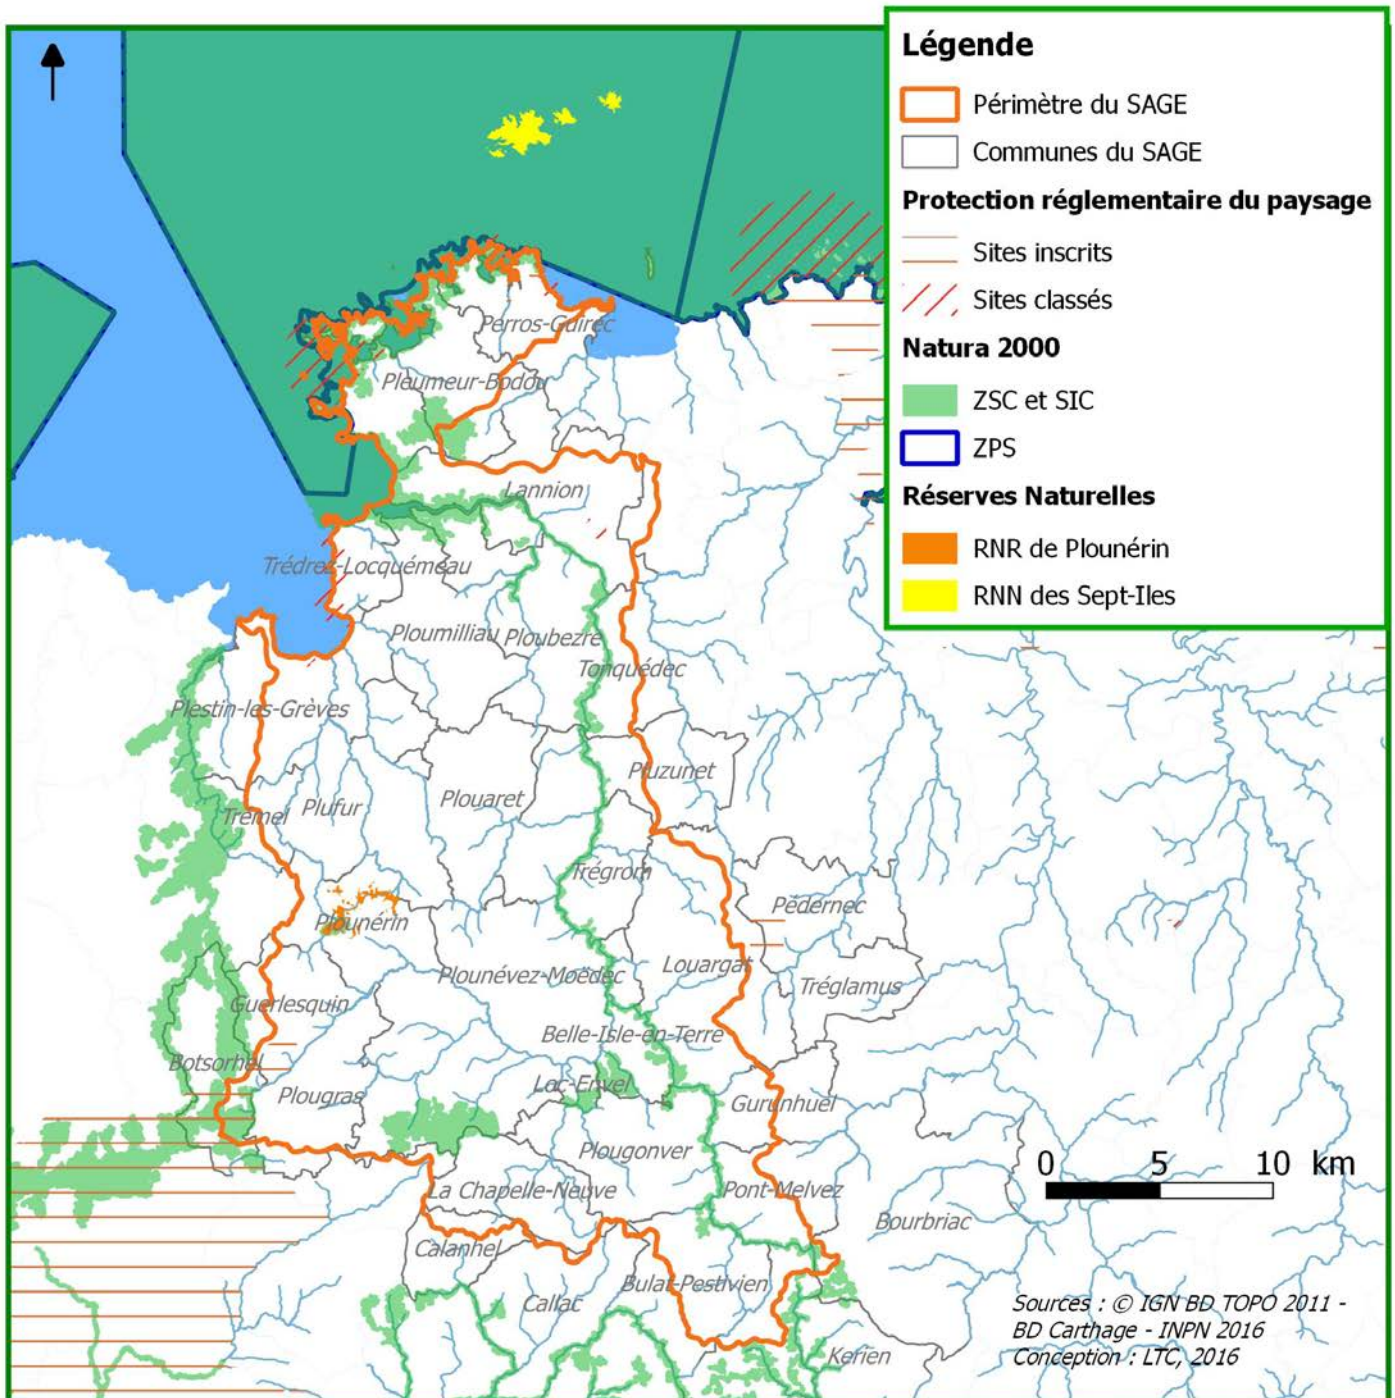 Légende
Périmètre du SAGE
Communes du SAGE
Protection réglementaire du paysage
Sites inscrits
Sites classés
Natura 2000
ZSC et SIC
ZPS
Réserves Naturelles
RNR de Plounérin
RNN des Sept-Iles
Perros-Guirec
Pleumeur-Bodou
Lannion
Trédrez-Locquémeau
Ploumilliau
Ploubezre
Tonquédec
Plestin-les-Grèves
Pluzunet
Plouaret
Plufur
Trémel
Trégrom
Pédernec
Plounérin
Louargat
Plounévez-Moëdec
Tréglamus
Guerlesquin
Belle-Isle-en-Terre
Botsorhel
Loc-Envel
Plougras
Gurunhuel
Plougonver
La Chapelle-Neuve
Pont-Melvez
Bourbriac
Calanhel
Bulat-Pestivien
Callac
Kerien
0 5 10 km
Sources : © IGN BD TOPO 2011 -
BD Carthage - INPN 2016
Conception : LTC, 2016